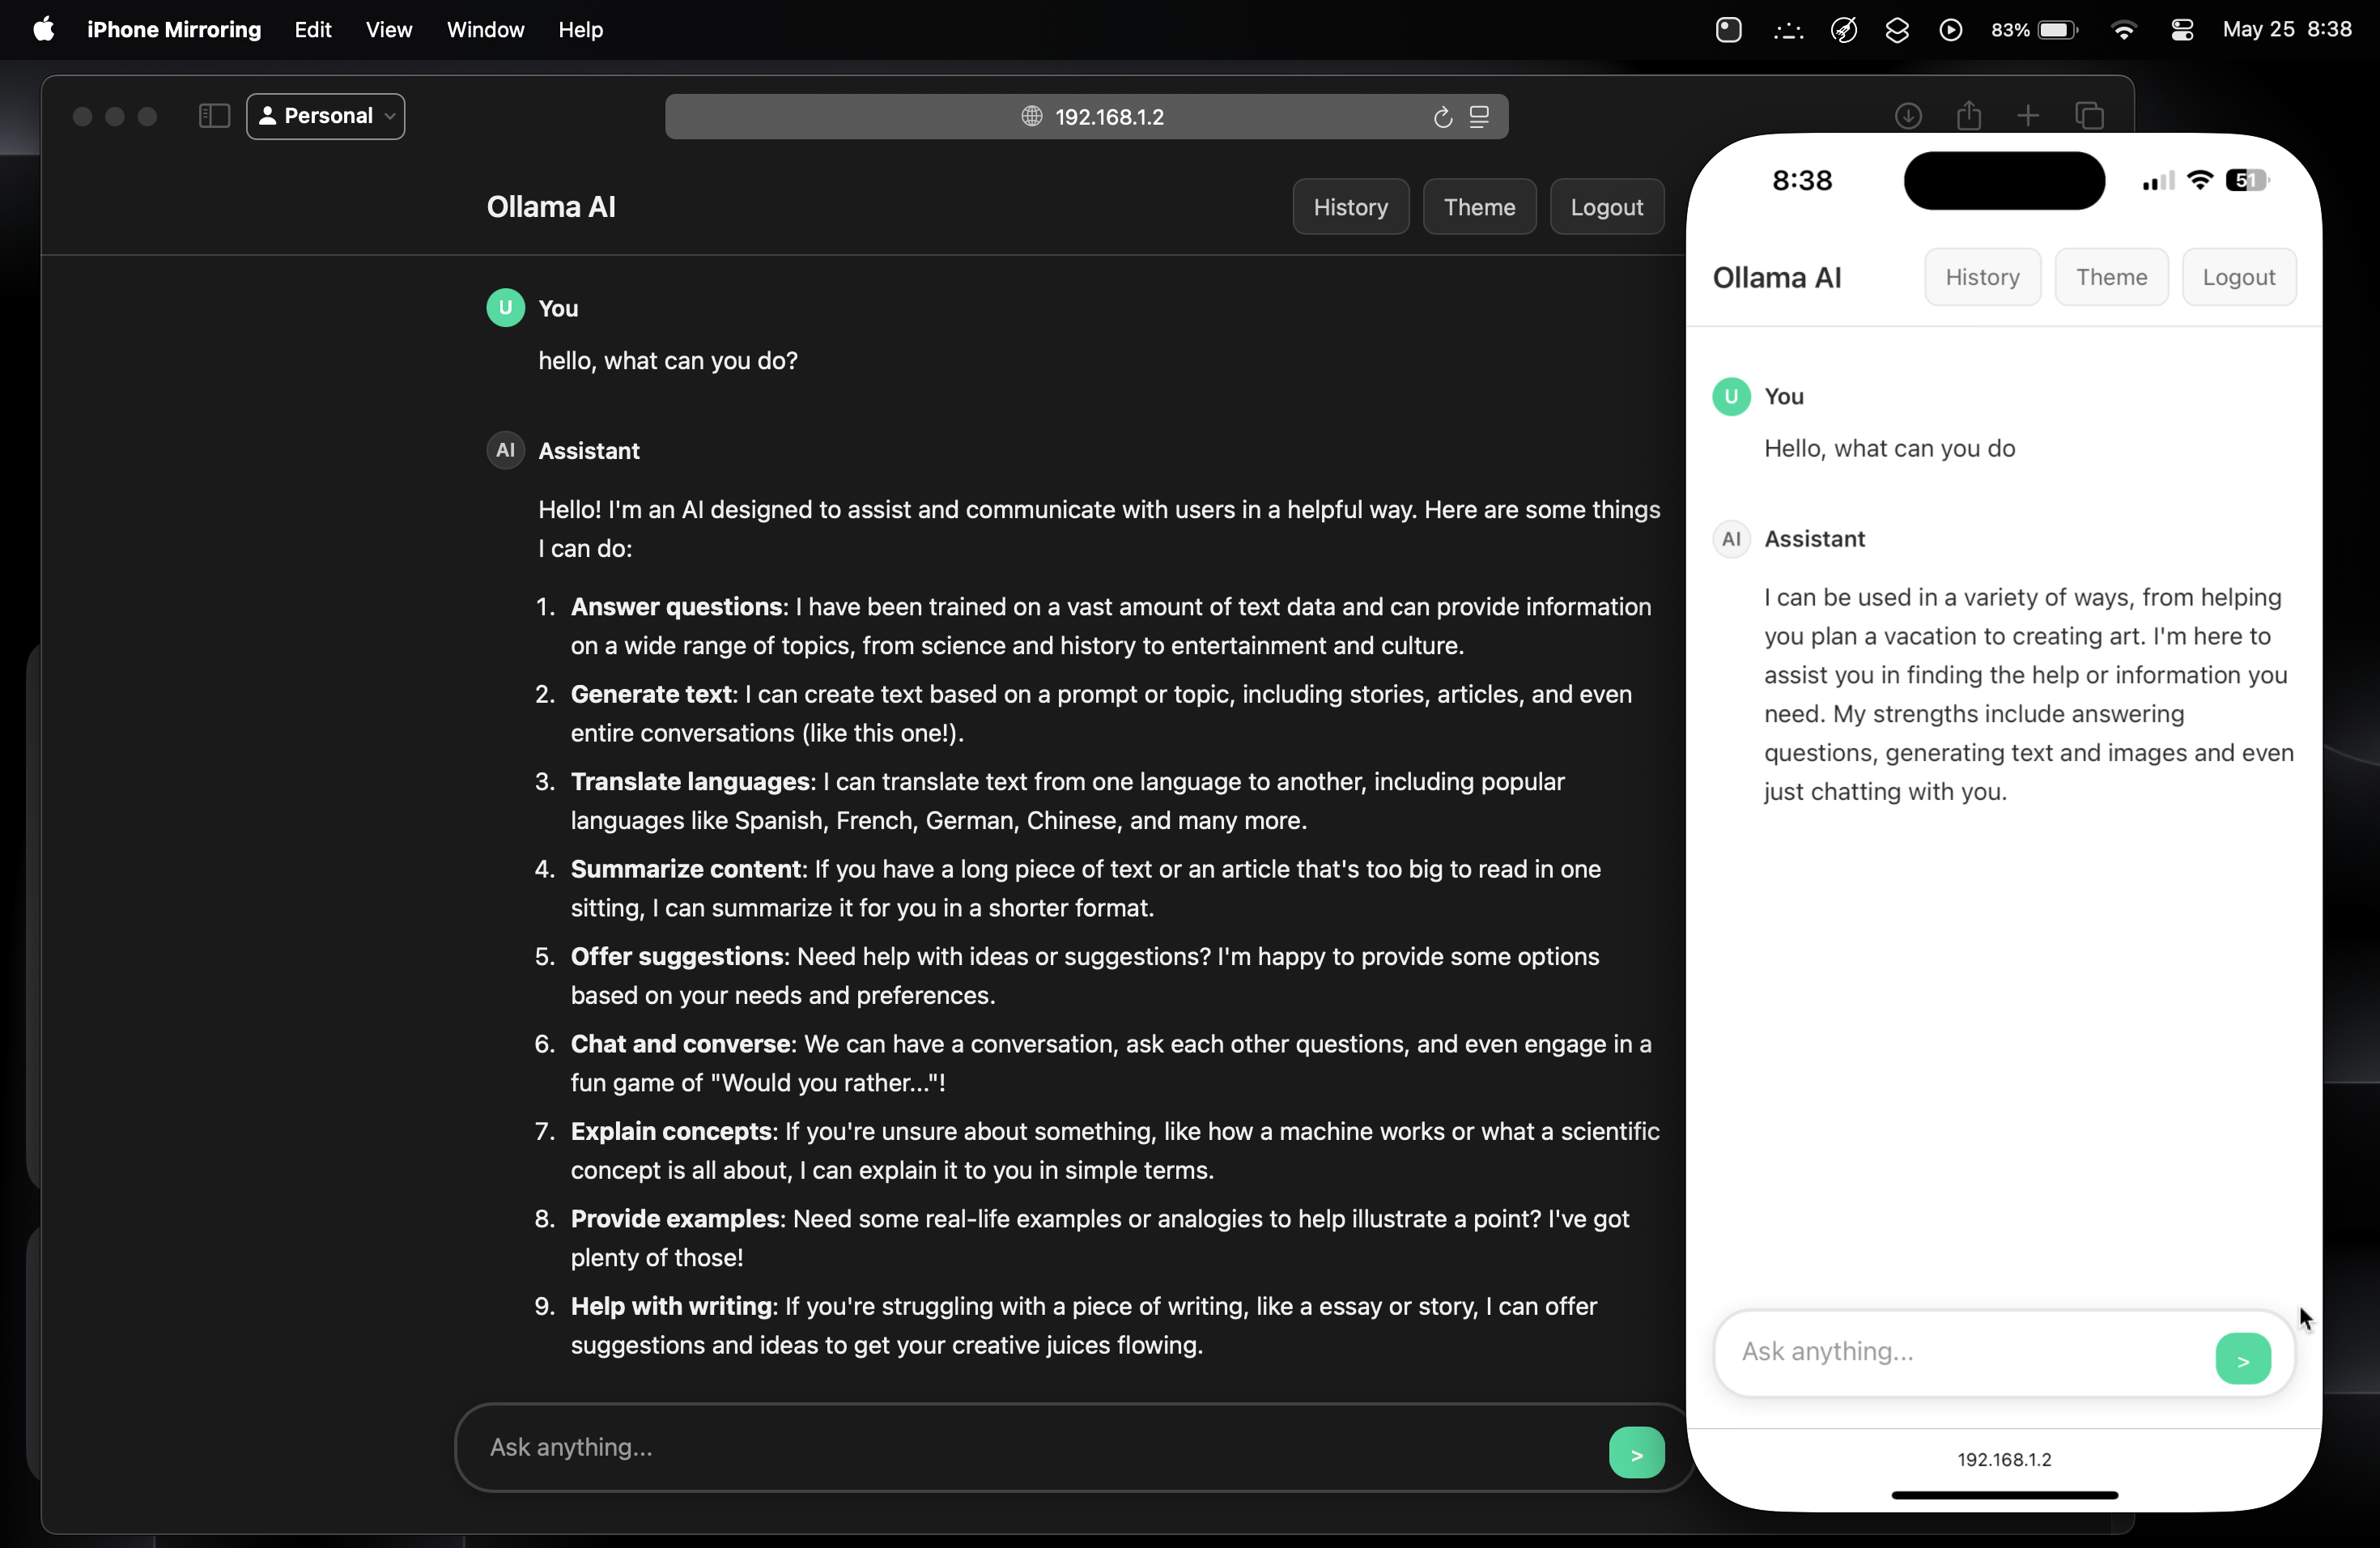 iPhone Mirroring Edit View Window Help
83% May 25 8:38
Personal
192.168.1.2
Ollama AI
History Theme Logout
U You
hello, what can you do?
AI Assistant
Hello! I'm an AI designed to assist and communicate with users in a helpful way. Here are some things
I can do:
1. Answer questions: I have been trained on a vast amount of text data and can provide information
on a wide range of topics, from science and history to entertainment and culture.
2. Generate text: I can create text based on a prompt or topic, including stories, articles, and even
entire conversations (like this one!).
3. Translate languages: I can translate text from one language to another, including popular
languages like Spanish, French, German, Chinese, and many more.
4. Summarize content: If you have a long piece of text or an article that's too big to read in one
sitting, I can summarize it for you in a shorter format.
5. Offer suggestions: Need help with ideas or suggestions? I'm happy to provide some options
based on your needs and preferences.
6. Chat and converse: We can have a conversation, ask each other questions, and even engage in a
fun game of "Would you rather..."!
7. Explain concepts: If you're unsure about something, like how a machine works or what a scientific
concept is all about, I can explain it to you in simple terms.
8. Provide examples: Need some real-life examples or analogies to help illustrate a point? I've got
plenty of those!
9. Help with writing: If you're struggling with a piece of writing, like a essay or story, I can offer
suggestions and ideas to get your creative juices flowing.
Ask anything...
>
8:38
51
Ollama AI
History Theme Logout
U You
Hello, what can you do
AI Assistant
I can be used in a variety of ways, from helping
you plan a vacation to creating art. I'm here to
assist you in finding the help or information you
need. My strengths include answering
questions, generating text and images and even
just chatting with you.
Ask anything...
>
192.168.1.2